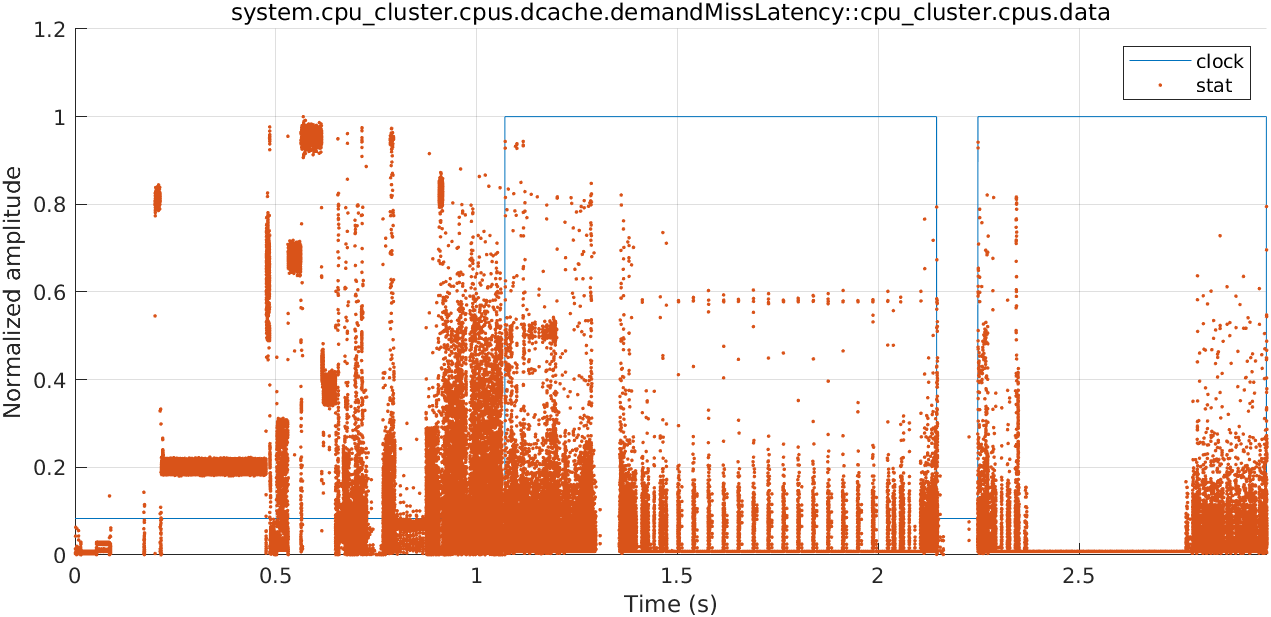 system.cpu_cluster.cpus.dcache.demandMissLatency::cpu_cluster.cpus.data
1.2
1
0.8
0.6
0.4
0.2
0
Normalized amplitude
clock
stat
0
0.5
1
1.5
2
2.5
Time (s)